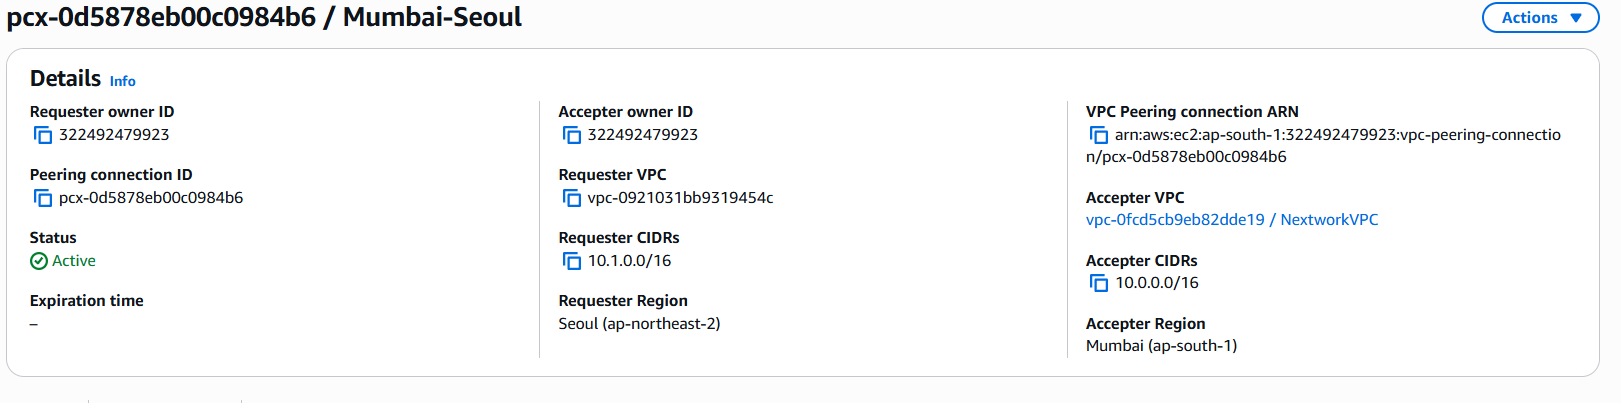 pcx-0d5878eb00c0984b6 / Mumbai-Seoul
Actions
Details Info
Requester owner ID
322492479923
Peering connection ID
pcx-0d5878eb00c0984b6
Status
Active
Expiration time
–
Accepter owner ID
322492479923
Requester VPC
vpc-0921031bb9319454c
Requester CIDRs
10.1.0.0/16
Requester Region
Seoul (ap-northeast-2)
VPC Peering connection ARN
arn:aws:ec2:ap-south-1:322492479923:vpc-peering-connectio
n/pcx-0d5878eb00c0984b6
Accepter VPC
vpc-0fcd5cb9eb82dde19 / NextworkVPC
Accepter CIDRs
10.0.0.0/16
Accepter Region
Mumbai (ap-south-1)